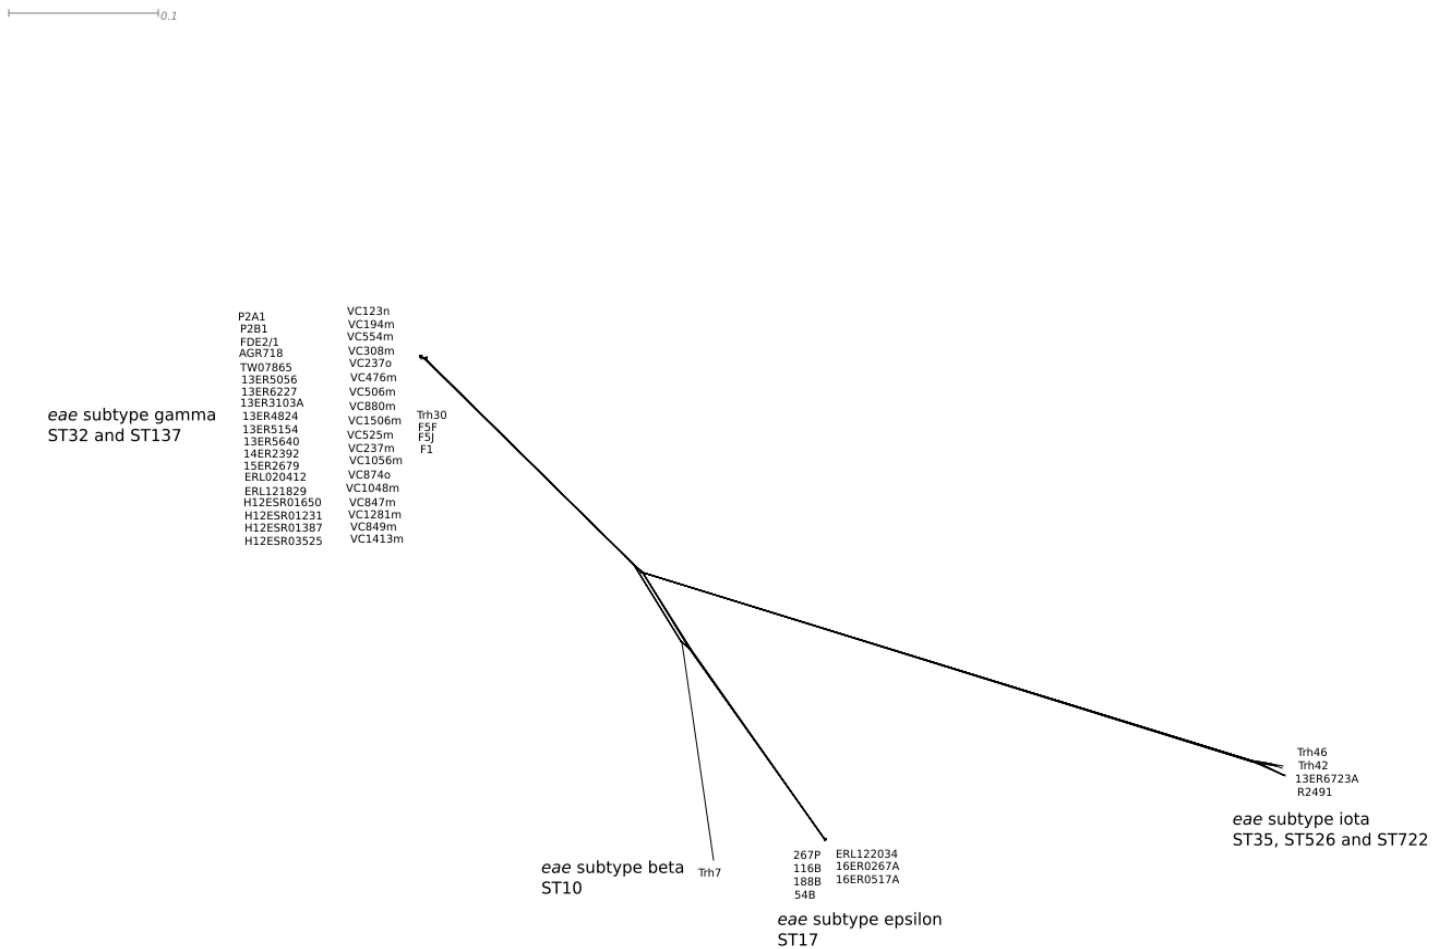 0.1
P2A1
P2B1
FDE2/1
AGR718
TW07865
13ER5056
13ER6227
13ER3103A
13ER4824
13ER5154
13ER5640
14ER2392
15ER2679
ERL020412
ERL121829
H12ESR01650
H12ESR01231
H12ESR01387
H12ESR03525
VC123n
VC194m
VC554m
VC308m
VC237o
VC476m
VC506m
VC880m
VC1506m
VC525m
VC237m
VC1056m
VC874o
VC1048m
VC847m
VC1281m
VC849m
VC1413m
Trh30
F5F
F5J
F1
eae subtype gamma
ST32 and ST137
Trh46
Trh42
13ER6723A
R2491
eae subtype iota
ST35, ST526 and ST722
eae subtype beta
ST10
Trh7
267P
116B
188B
54B
ERL122034
16ER0267A
16ER0517A
eae subtype epsilon
ST17